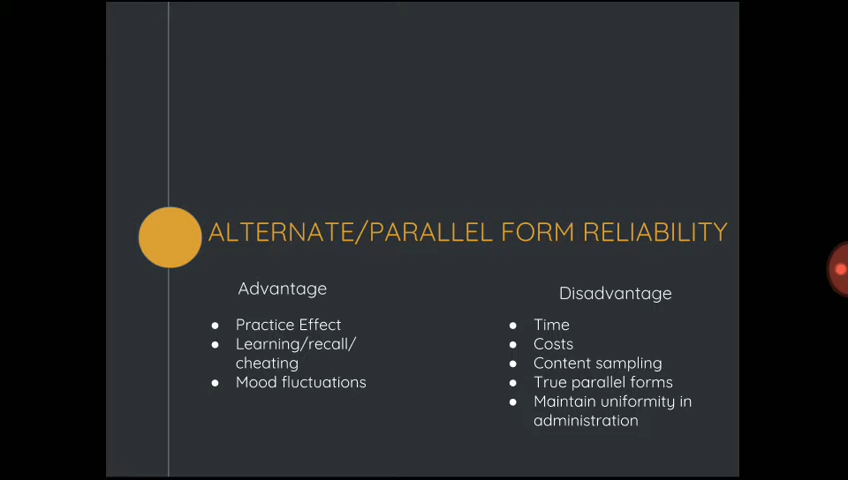 ALTERNATE/PARALLEL FORM RELIABILITY
Advantage
● Practice Effect
● Learning/recall/
cheating
● Mood fluctuations
Disadvantage
● Time
● Costs
● Content sampling
● True parallel forms
● Maintain uniformity in
administration